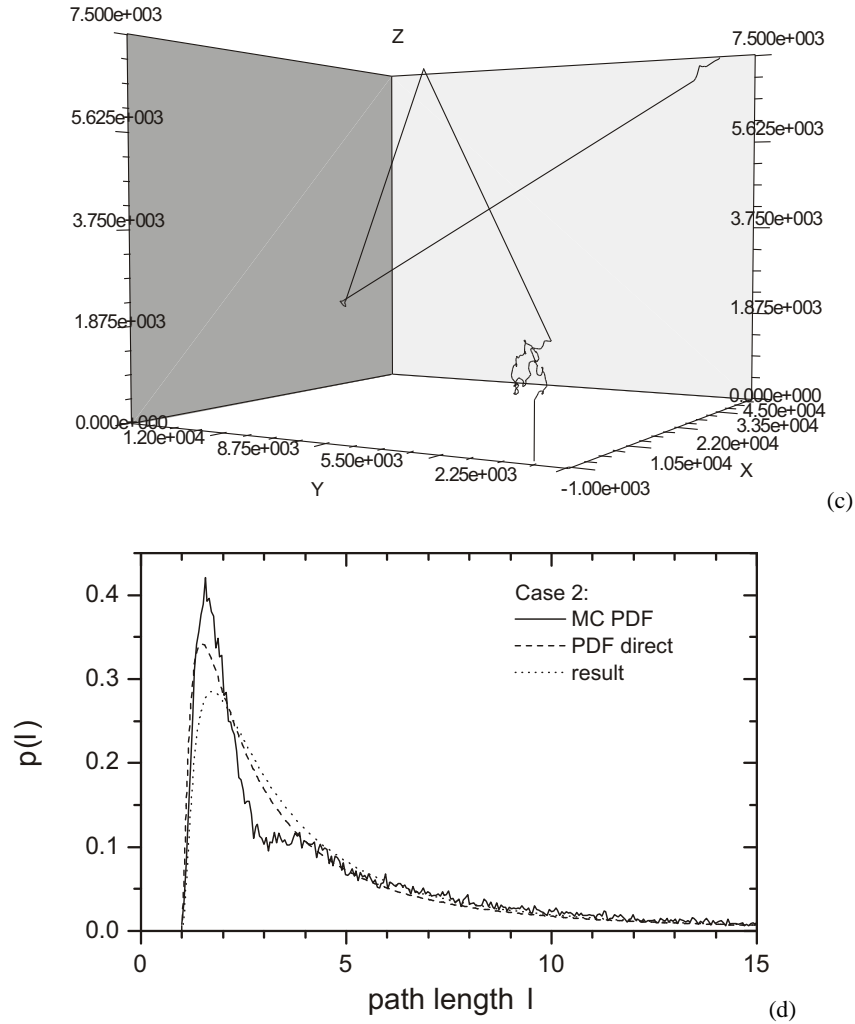 7.500e+003
Z
7.500e+003
5.625e+003
5.625e+003
3.750e+003
3.750e+003
1.875e+003
1.875e+003
0.000e+000
0.000e+000
4.50e+004
3.35e+004
2.20e+004
1.05e+004
X
-1.00e+003
1.20e+004
8.75e+003
5.50e+003
2.25e+003
Y
(c)
0.4
0.3
0.2
0.1
0.0
p(l)
Case 2:
MC PDF
PDF direct
result
0
5
10
15
path length l
(d)